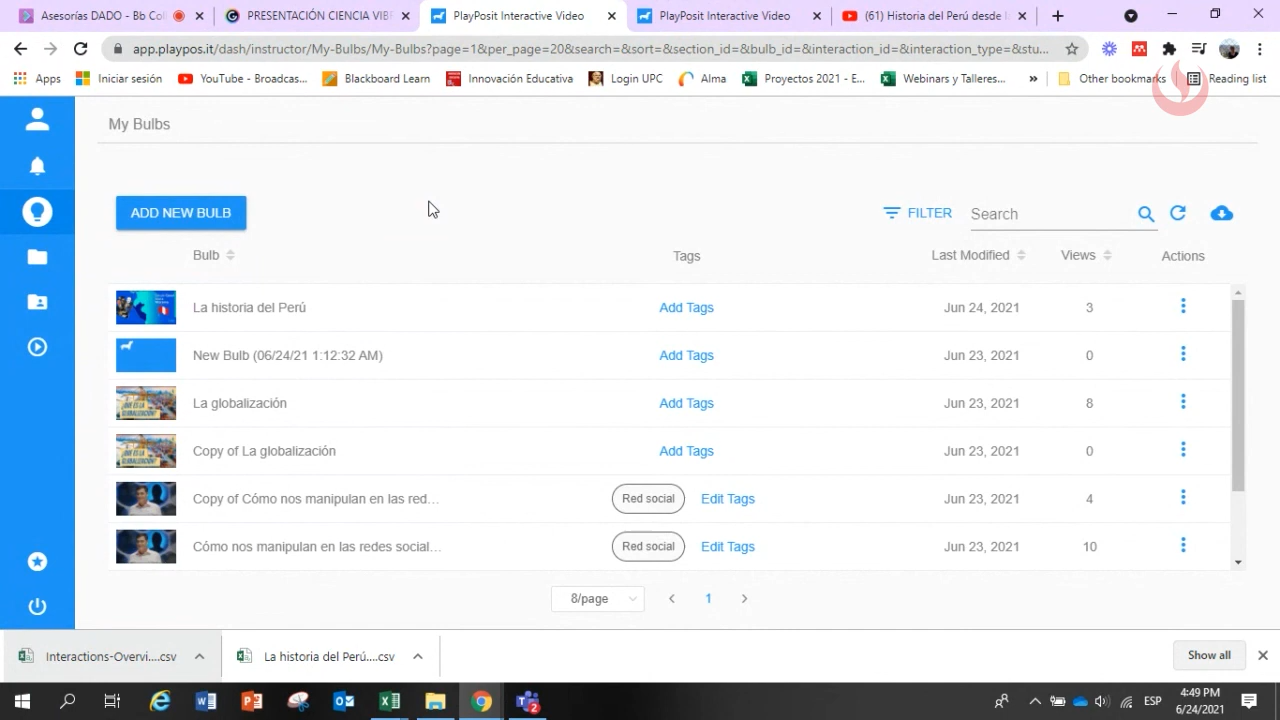 Asesorías DADO - Bb Col
PRESENTACIÓN CIENCIA VIB
PlayPosit Interactive Video
PlayPosit Interactive Video
(61) Historia del Perú desde l
app.playpos.it/dash/instructor/My-Bulbs/My-Bulbs?page=1&per_page=20&search=&sort=&section_id=&bulb_id=&interaction_id=&interaction_type=&stu...
Apps
Iniciar sesión
YouTube - Broadcas...
Blackboard Learn
Innovación Educativa
Login UPC
Alma
Proyectos 2021 - E...
Webinars y Talleres...
»
Other bookmarks
Reading list
My Bulbs
ADD NEW BULB
FILTER
Search
Bulb
Tags
Last Modified
Views
Actions
La historia del Perú Add Tags Jun 24, 2021 3
New Bulb (06/24/21 1:12:32 AM) Add Tags Jun 23, 2021 0
La globalización Add Tags Jun 23, 2021 8
Copy of La globalización Add Tags Jun 23, 2021 0
Copy of Cómo nos manipulan en las red... Red social Edit Tags Jun 23, 2021 4
Cómo nos manipulan en las redes social... Red social Edit Tags Jun 23, 2021 10
8/page
1
Interactions-Overvi....csv
La historia del Perú....csv
Show all
ESP
4:49 PM
6/24/2021